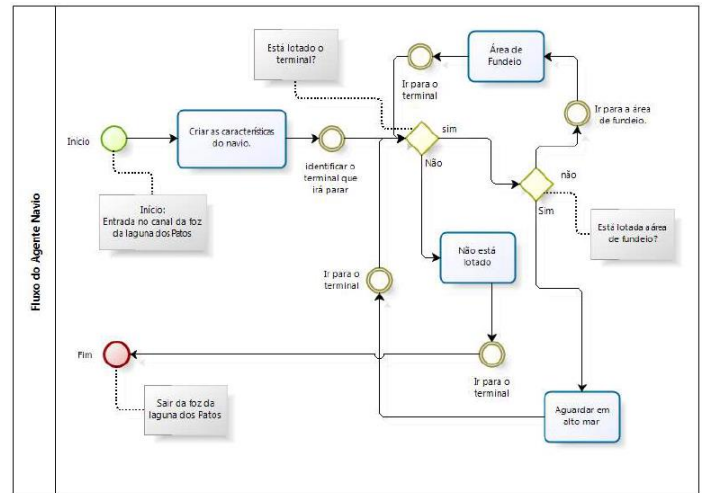 Fluxo do Agente Navio
Está lotado o
terminal?
Área de
Fundeio
Ir para o
terminal
Ir para a área
de fundeio.
Inicio
Criar as caracteristicas
do navio.
identificar o
terminal que
irá parar
sim
Não
não
Sim
Início:
Entrada no canal da foz
da laguna dos Patos
Está lotada a área
de fundeio?
Não está
lotado
Ir para o
terminal
Fim
Ir para o
terminal
Sair da foz da
laguna dos Patos
Aguardar em
alto mar